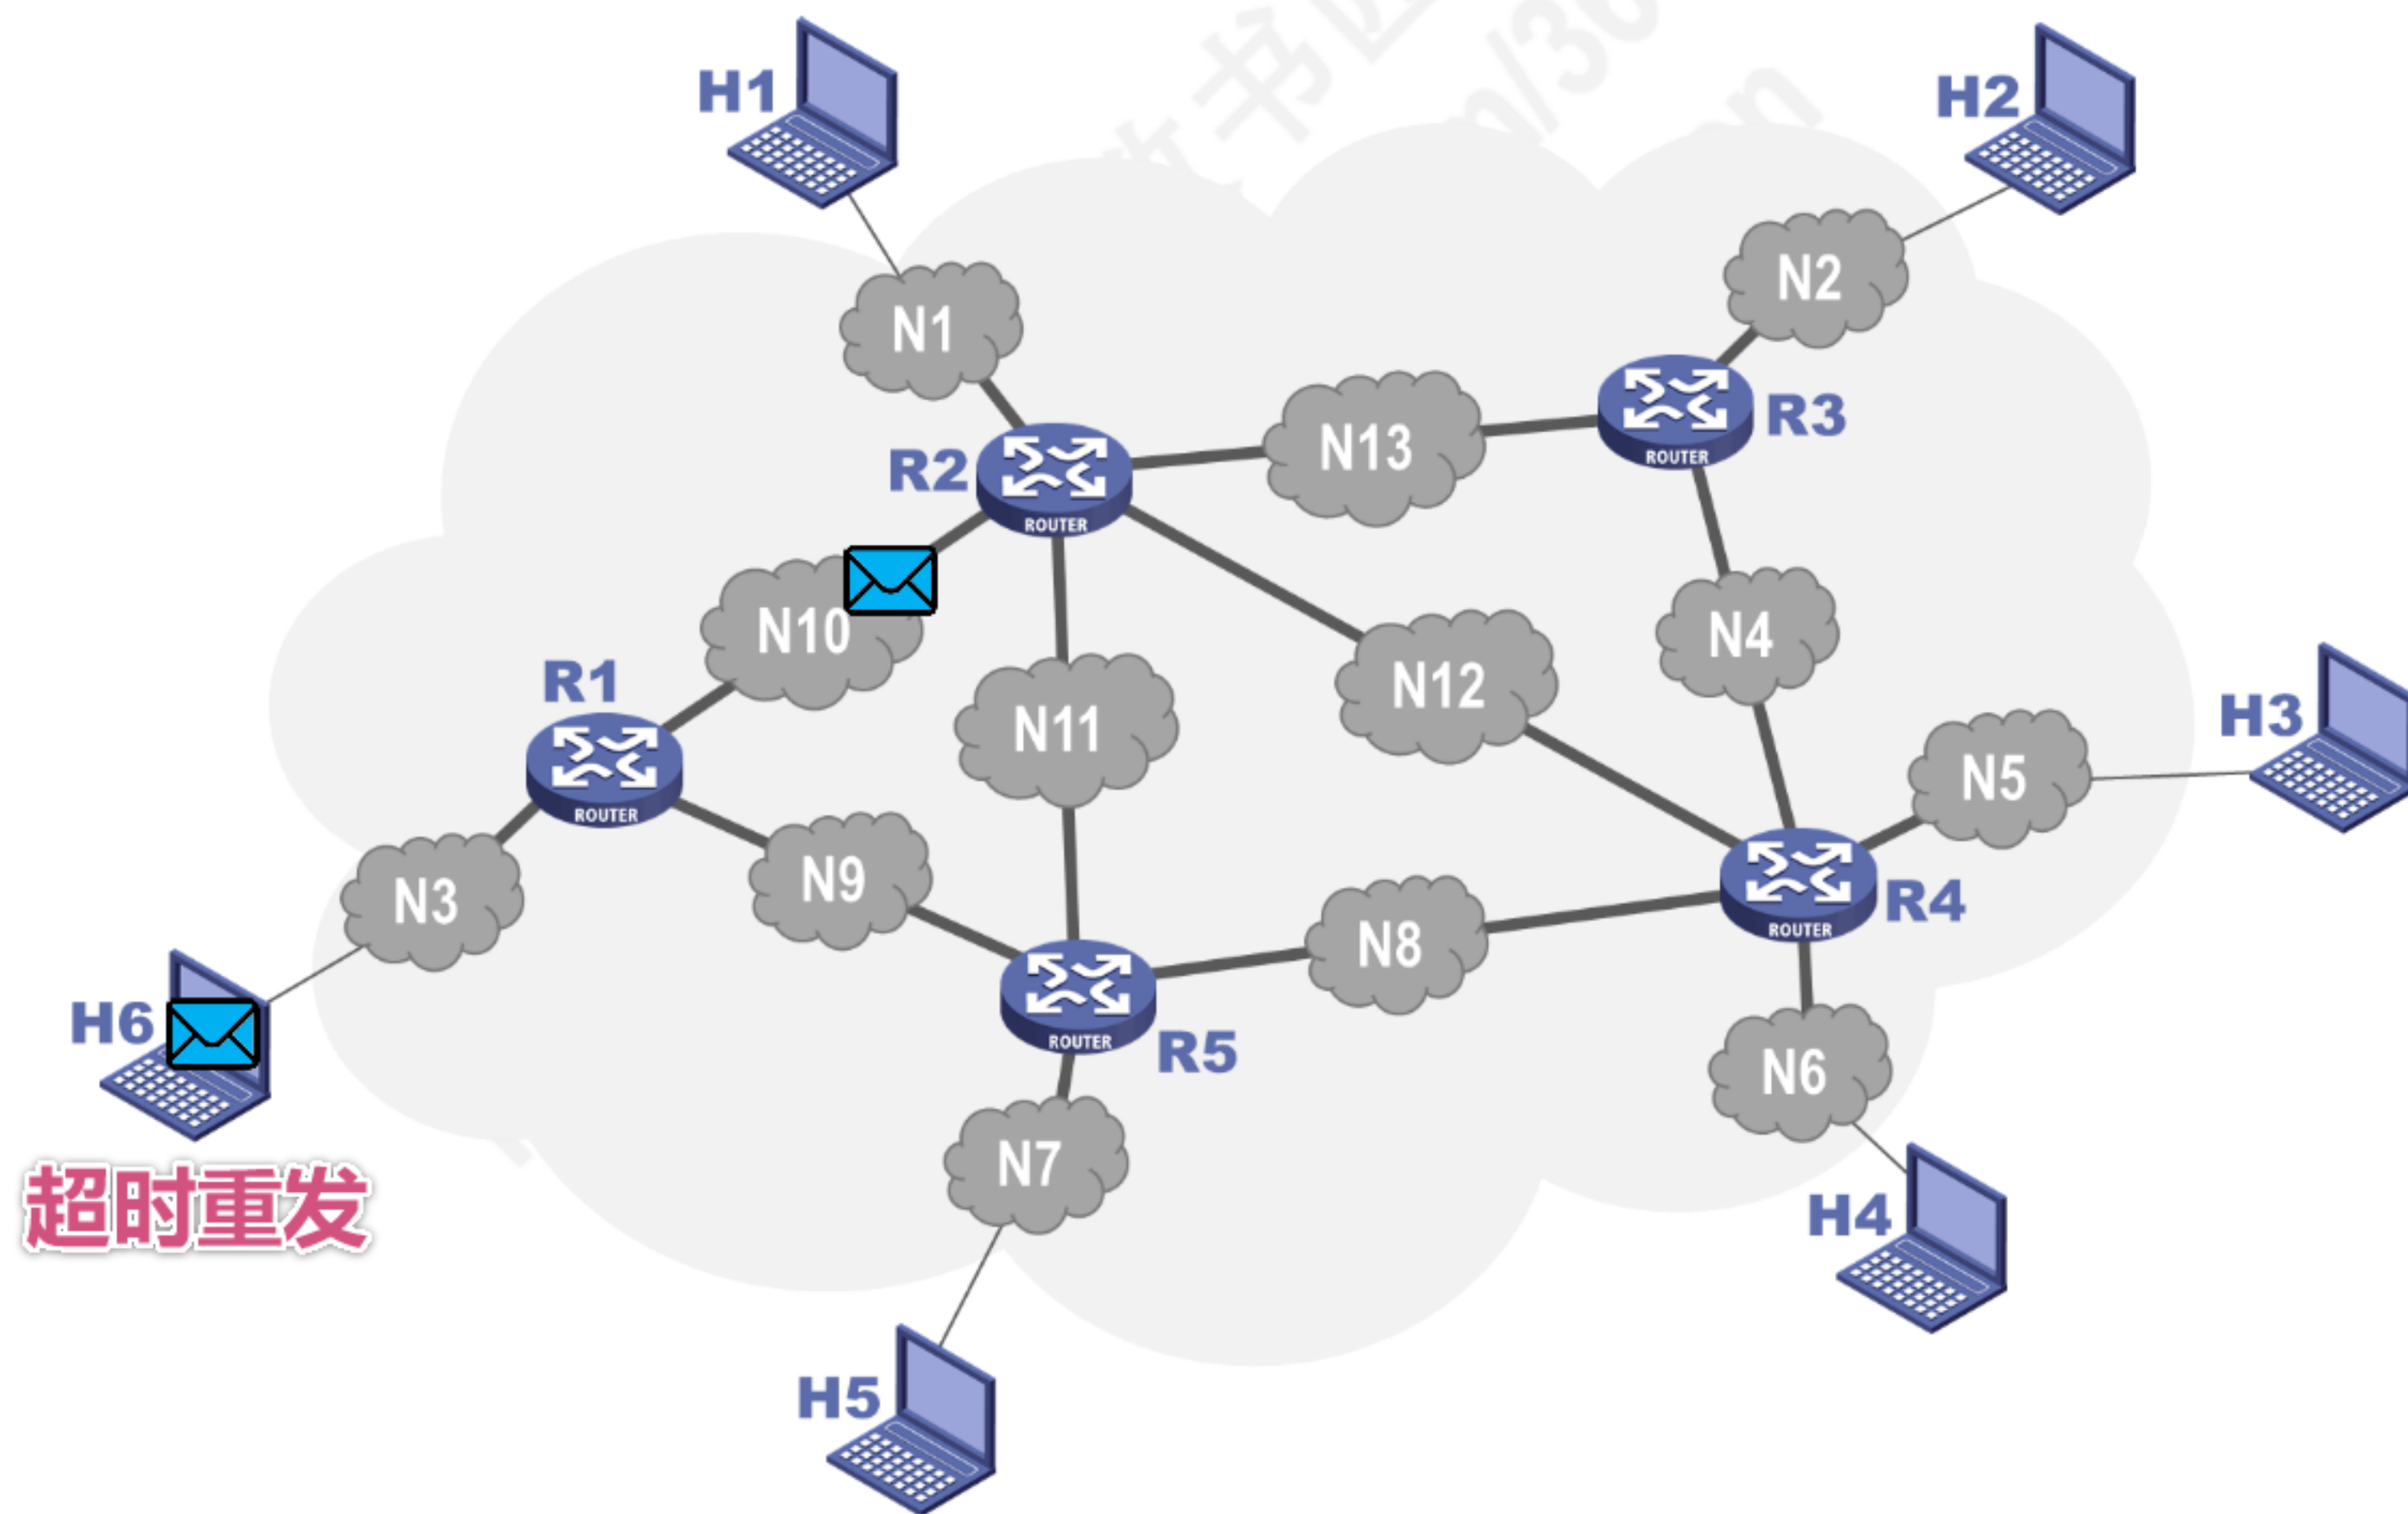 H1
H2
N2
N1
R3
ROUTER
N13
R2
ROUTER
N4
N10
R1
N12
H3
N11
N5
ROUTER
N9
N3
R4
ROUTER
N8
H6
ROUTER
R5
N6
N7
超时重发
H4
H5